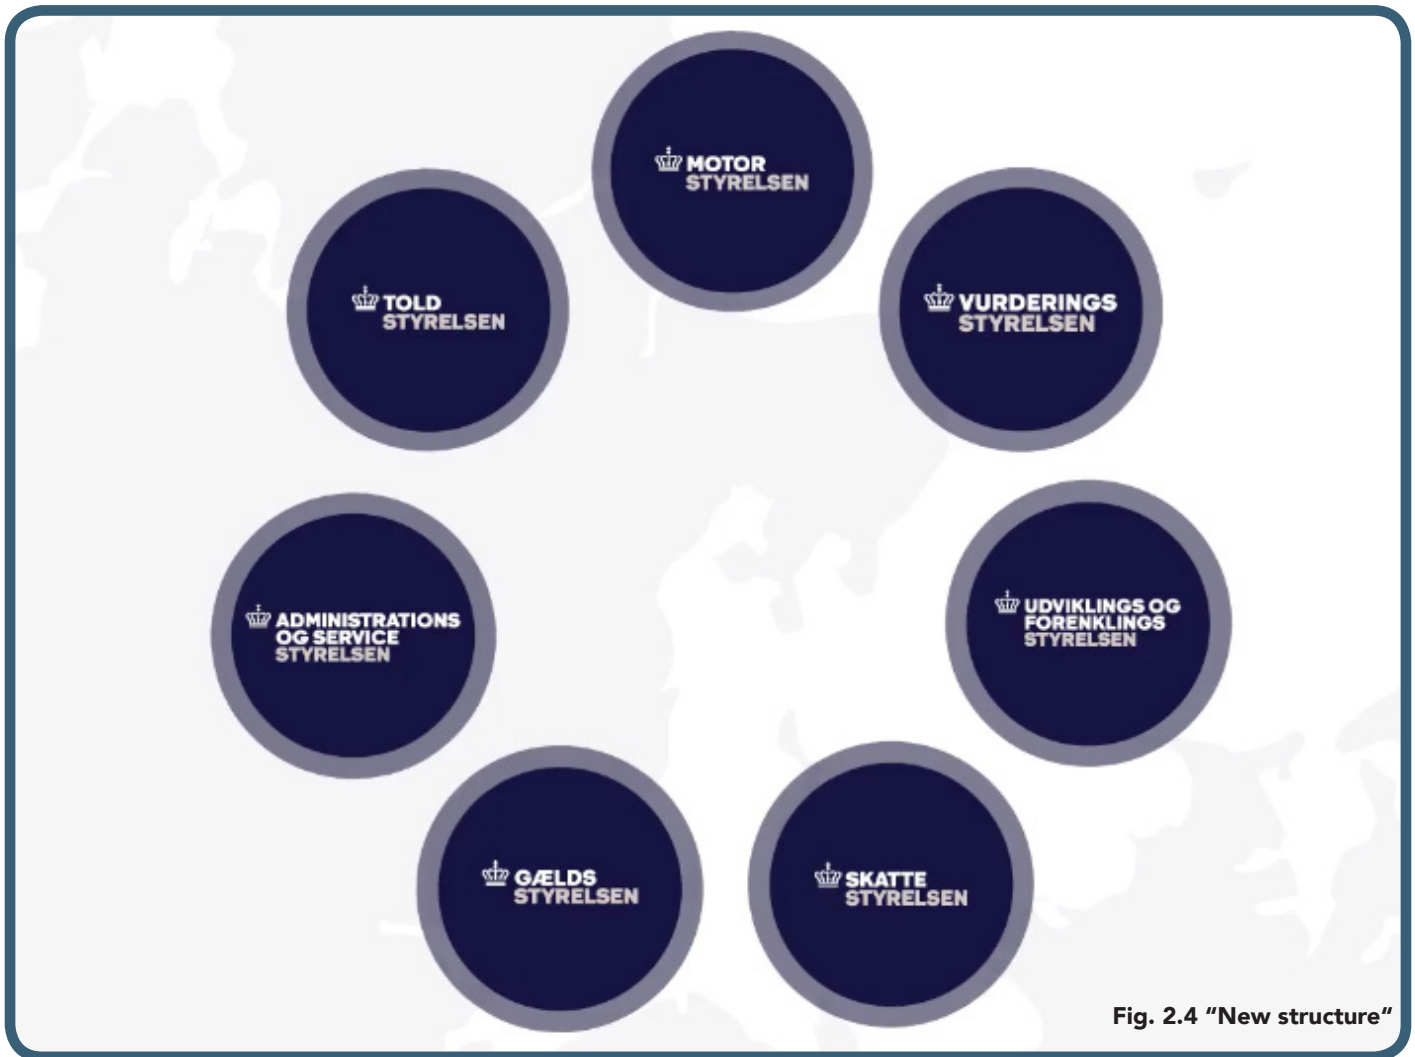 MOTOR
STYRELSEN
TOLD
STYRELSEN
VURDERINGS
STYRELSEN
ADMINISTRATIONS
OG SERVICE
STYRELSEN
UDVIKLINGS OG
FORENKLINGS
STYRELSEN
GÆLDS
STYRELSEN
SKATTE
STYRELSEN
Fig. 2.4 “New structure“